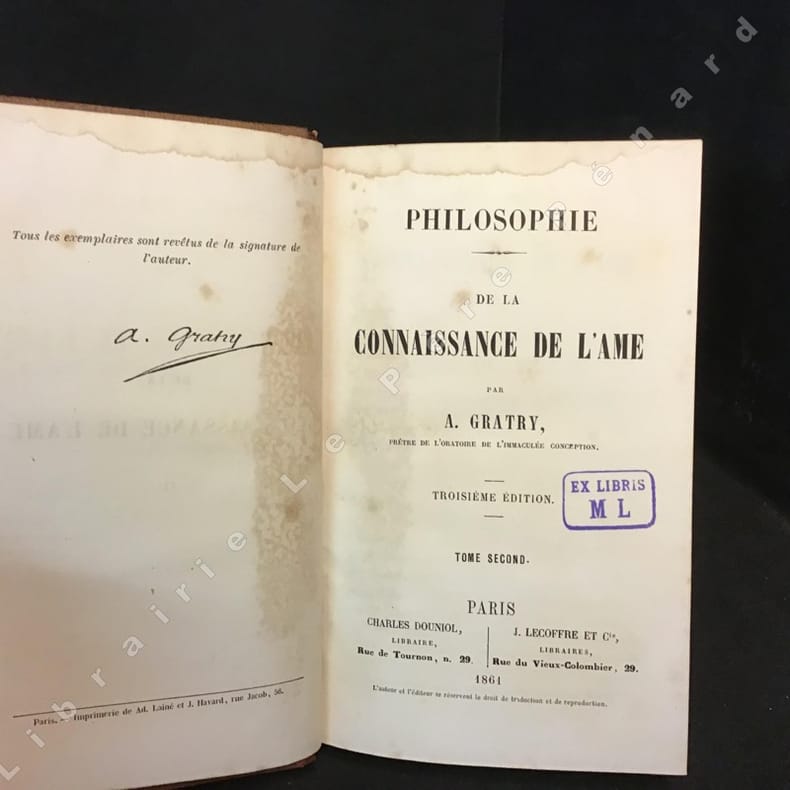 Tous les exemplaires sont revêtus de la signature de
l'auteur.
A. Gratry
Paris. — Imprimerie de Ad. Lainé et J. Havard, rue Jacob, 56.
PHILOSOPHIE
DE LA
CONNAISSANCE DE L'AME
PAR
A. GRATRY,
PRÊTRE DE L'ORATOIRE DE L'IMMACULÉE CONCEPTION.
TROISIÈME ÉDITION.
EX LIBRIS
M L
TOME SECOND.
PARIS
CHARLES DOUNIOL,
LIBRAIRE,
Rue de Tournon, n. 29.
J. LECOFFRE ET Cie,
LIBRAIRES,
Rue du Vieux-Colombier, 29.
1861
L'auteur et l'éditeur se réservent le droit de traduction et de reproduction.
Librairie Le Père Pénard